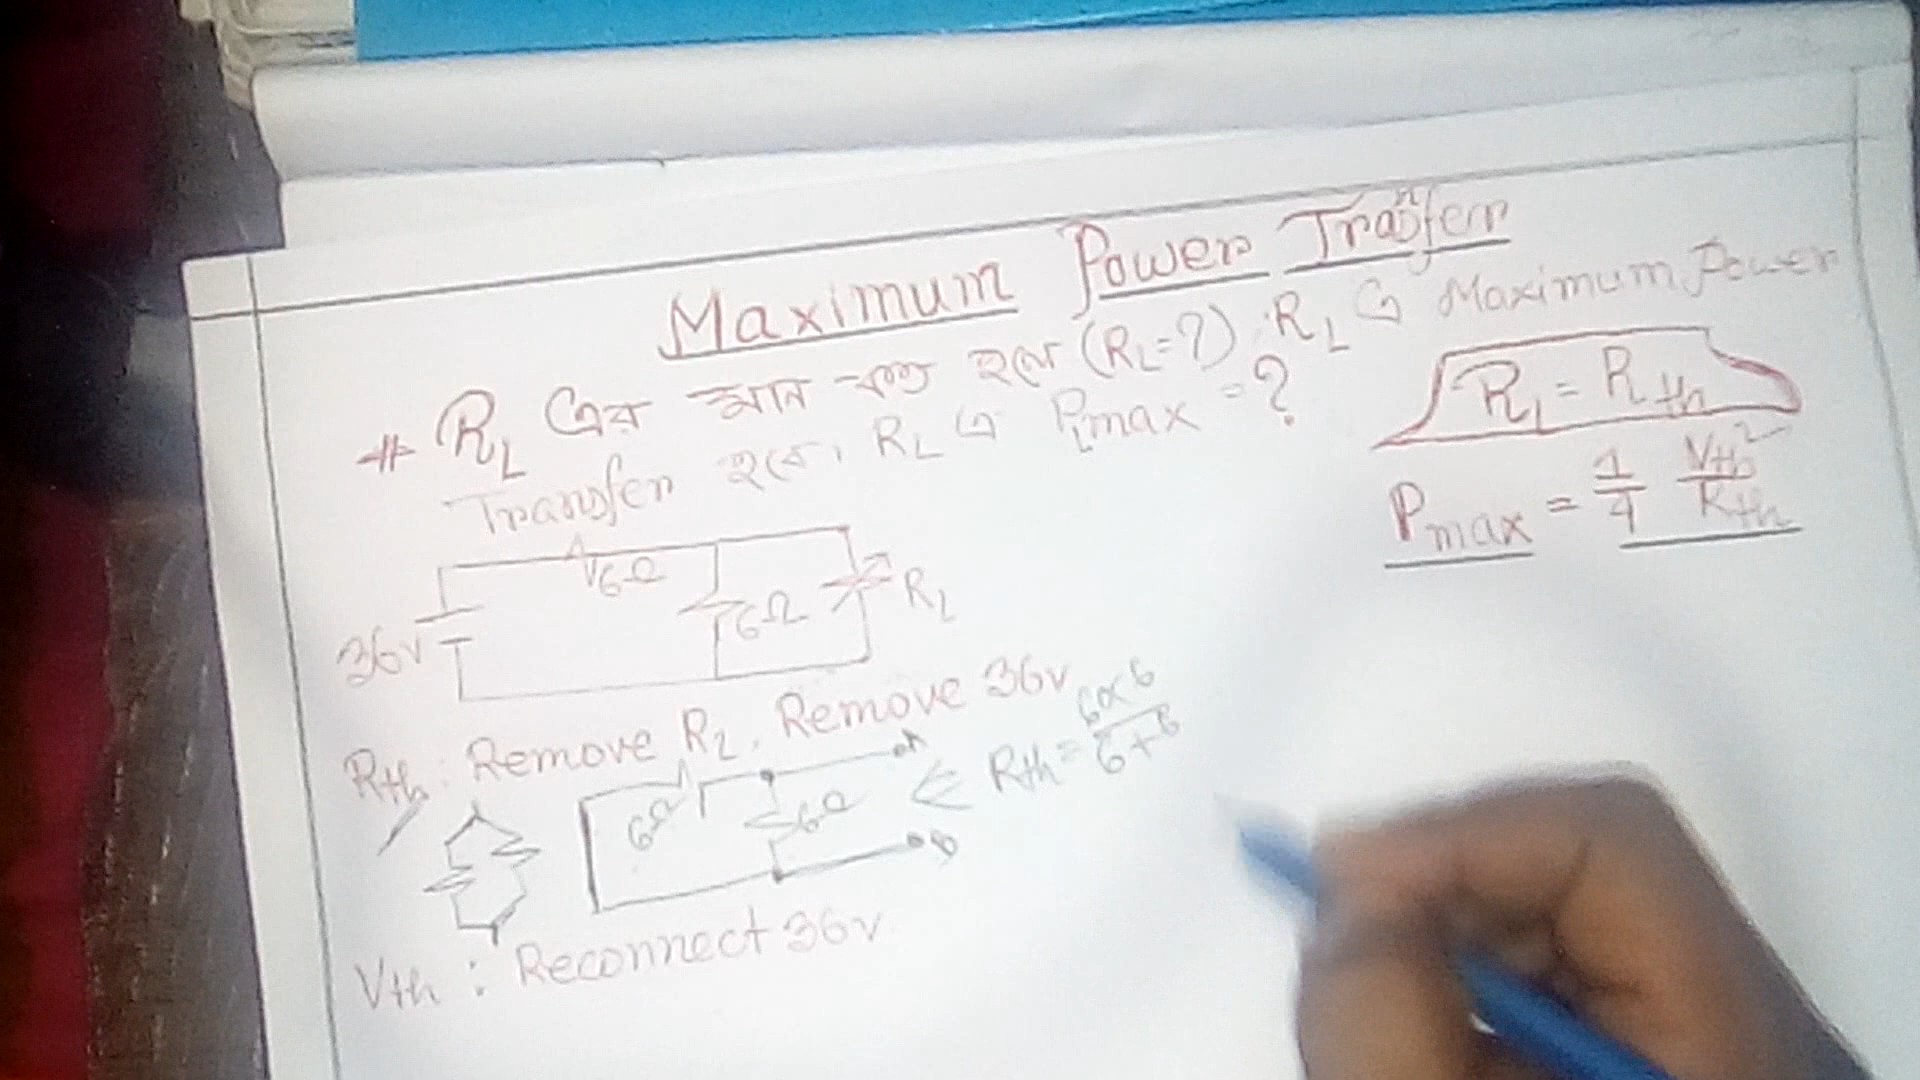 Maximum Power Transferr
# RL এর মান কত হলে (RL=?) RL এ Maximum Power
Transfer হবে। RL এ PLmax = ?
RL = Rth
Pmax = 1/4 Vth²/Rth
6Ω
36v
6Ω
RL
Rth : Remove RL, Remove 36v
A
6Ω
6Ω
Rth = 6×6/6+6
B
Vth : Reconnect 36v